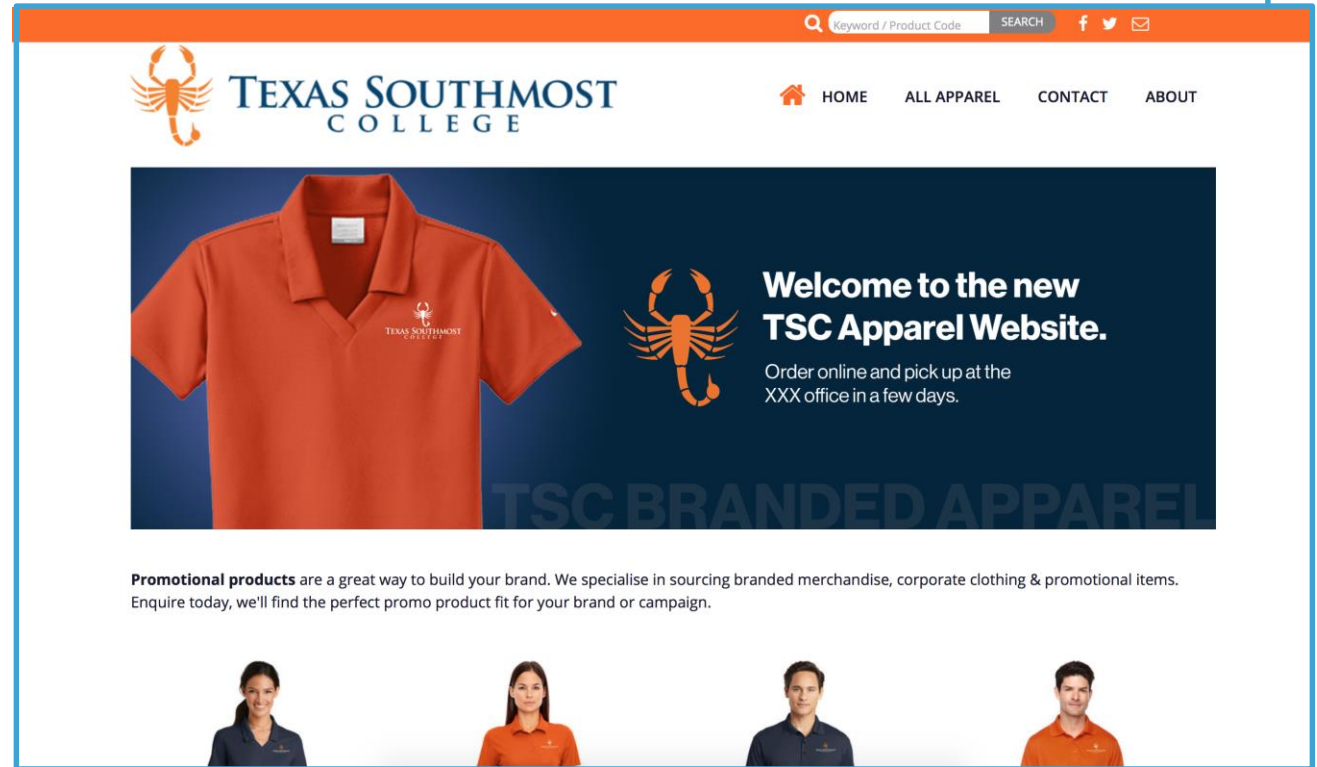 Keyword / Product Code SEARCH
TEXAS SOUTHMOST
COLLEGE
HOME ALL APPAREL CONTACT ABOUT
TEXAS SOUTHMOST
COLLEGE
Welcome to the new
TSC Apparel Website.
Order online and pick up at the
XXX office in a few days.
TSC BRANDED APPAREL
Promotional products are a great way to build your brand. We specialise in sourcing branded merchandise, corporate clothing & promotional items.
Enquire today, we'll find the perfect promo product fit for your brand or campaign.